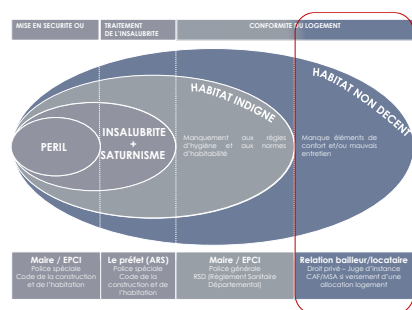 MISE EN SECURITE OU
TRAITEMENT
DE L'INSALUBRITE
CONFORMITE DU LOGEMENT
HABITAT NON DECENT
HABITAT INDIGNE
PERIL
INSALUBRITE
+
SATURNISME
Manquement aux règles
d'hygiène et aux normes
d'habitabilité
Manque éléments de
confort et/ou mauvais
entretien
Maire / EPCI
Police spéciale
Code de la construction
et de l'habitation
Le préfet (ARS)
Police spéciale
Code de la
construction et de
l'habitation
Maire / EPCI
Police générale
RSD (Règlement Sanitaire
Départemental)
Relation bailleur/locataire
Droit privé – Juge d'instance
CAF/MSA si versement d'une
allocation logement